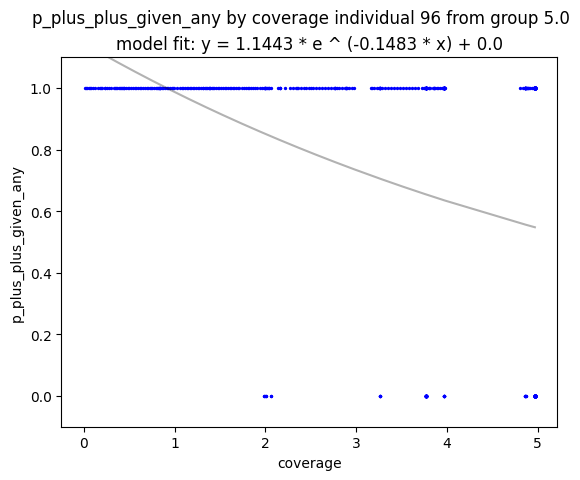 p_plus_plus_given_any by coverage individual 96 from group 5.0
model fit: y = 1.1443 * e ^ (-0.1483 * x) + 0.0
1.0
0.8
0.6
0.4
0.2
0.0
p_plus_plus_given_any
0 1 2 3 4 5
coverage